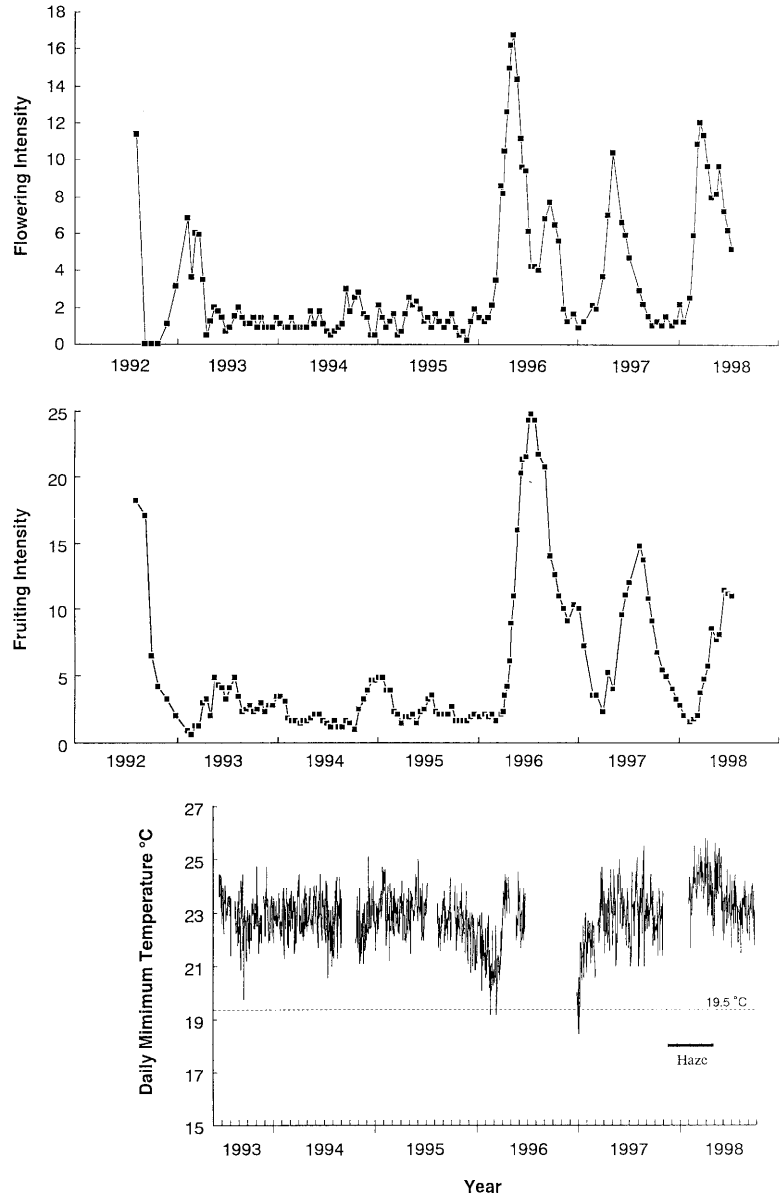 Flowering Intensity
18
16
14
12
10
8
6
4
2
0
1992 1993 1994 1995 1996 1997 1998
Fruiting Intensity
25
20
15
10
5
0
1992 1993 1994 1995 1996 1997 1998
Daily Mimimum Temperature °C
27
25
23
21
19
17
15
19.5 °C
Haze
1993 1994 1995 1996 1997 1998
Year